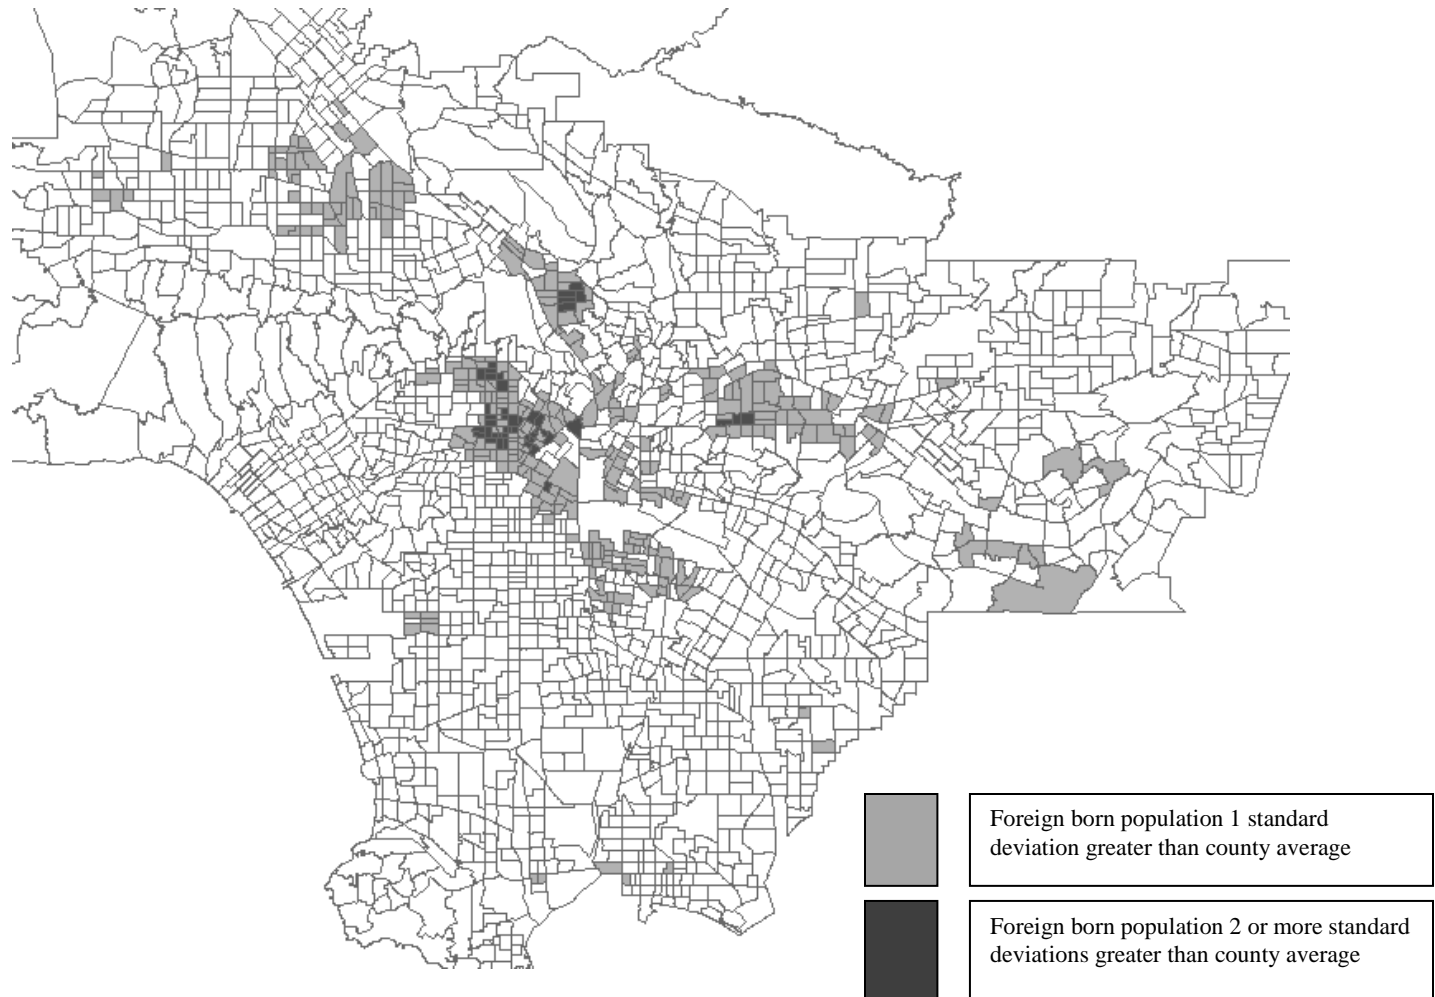 Foreign born population 1 standard
deviation greater than county average
Foreign born population 2 or more standard
deviations greater than county average